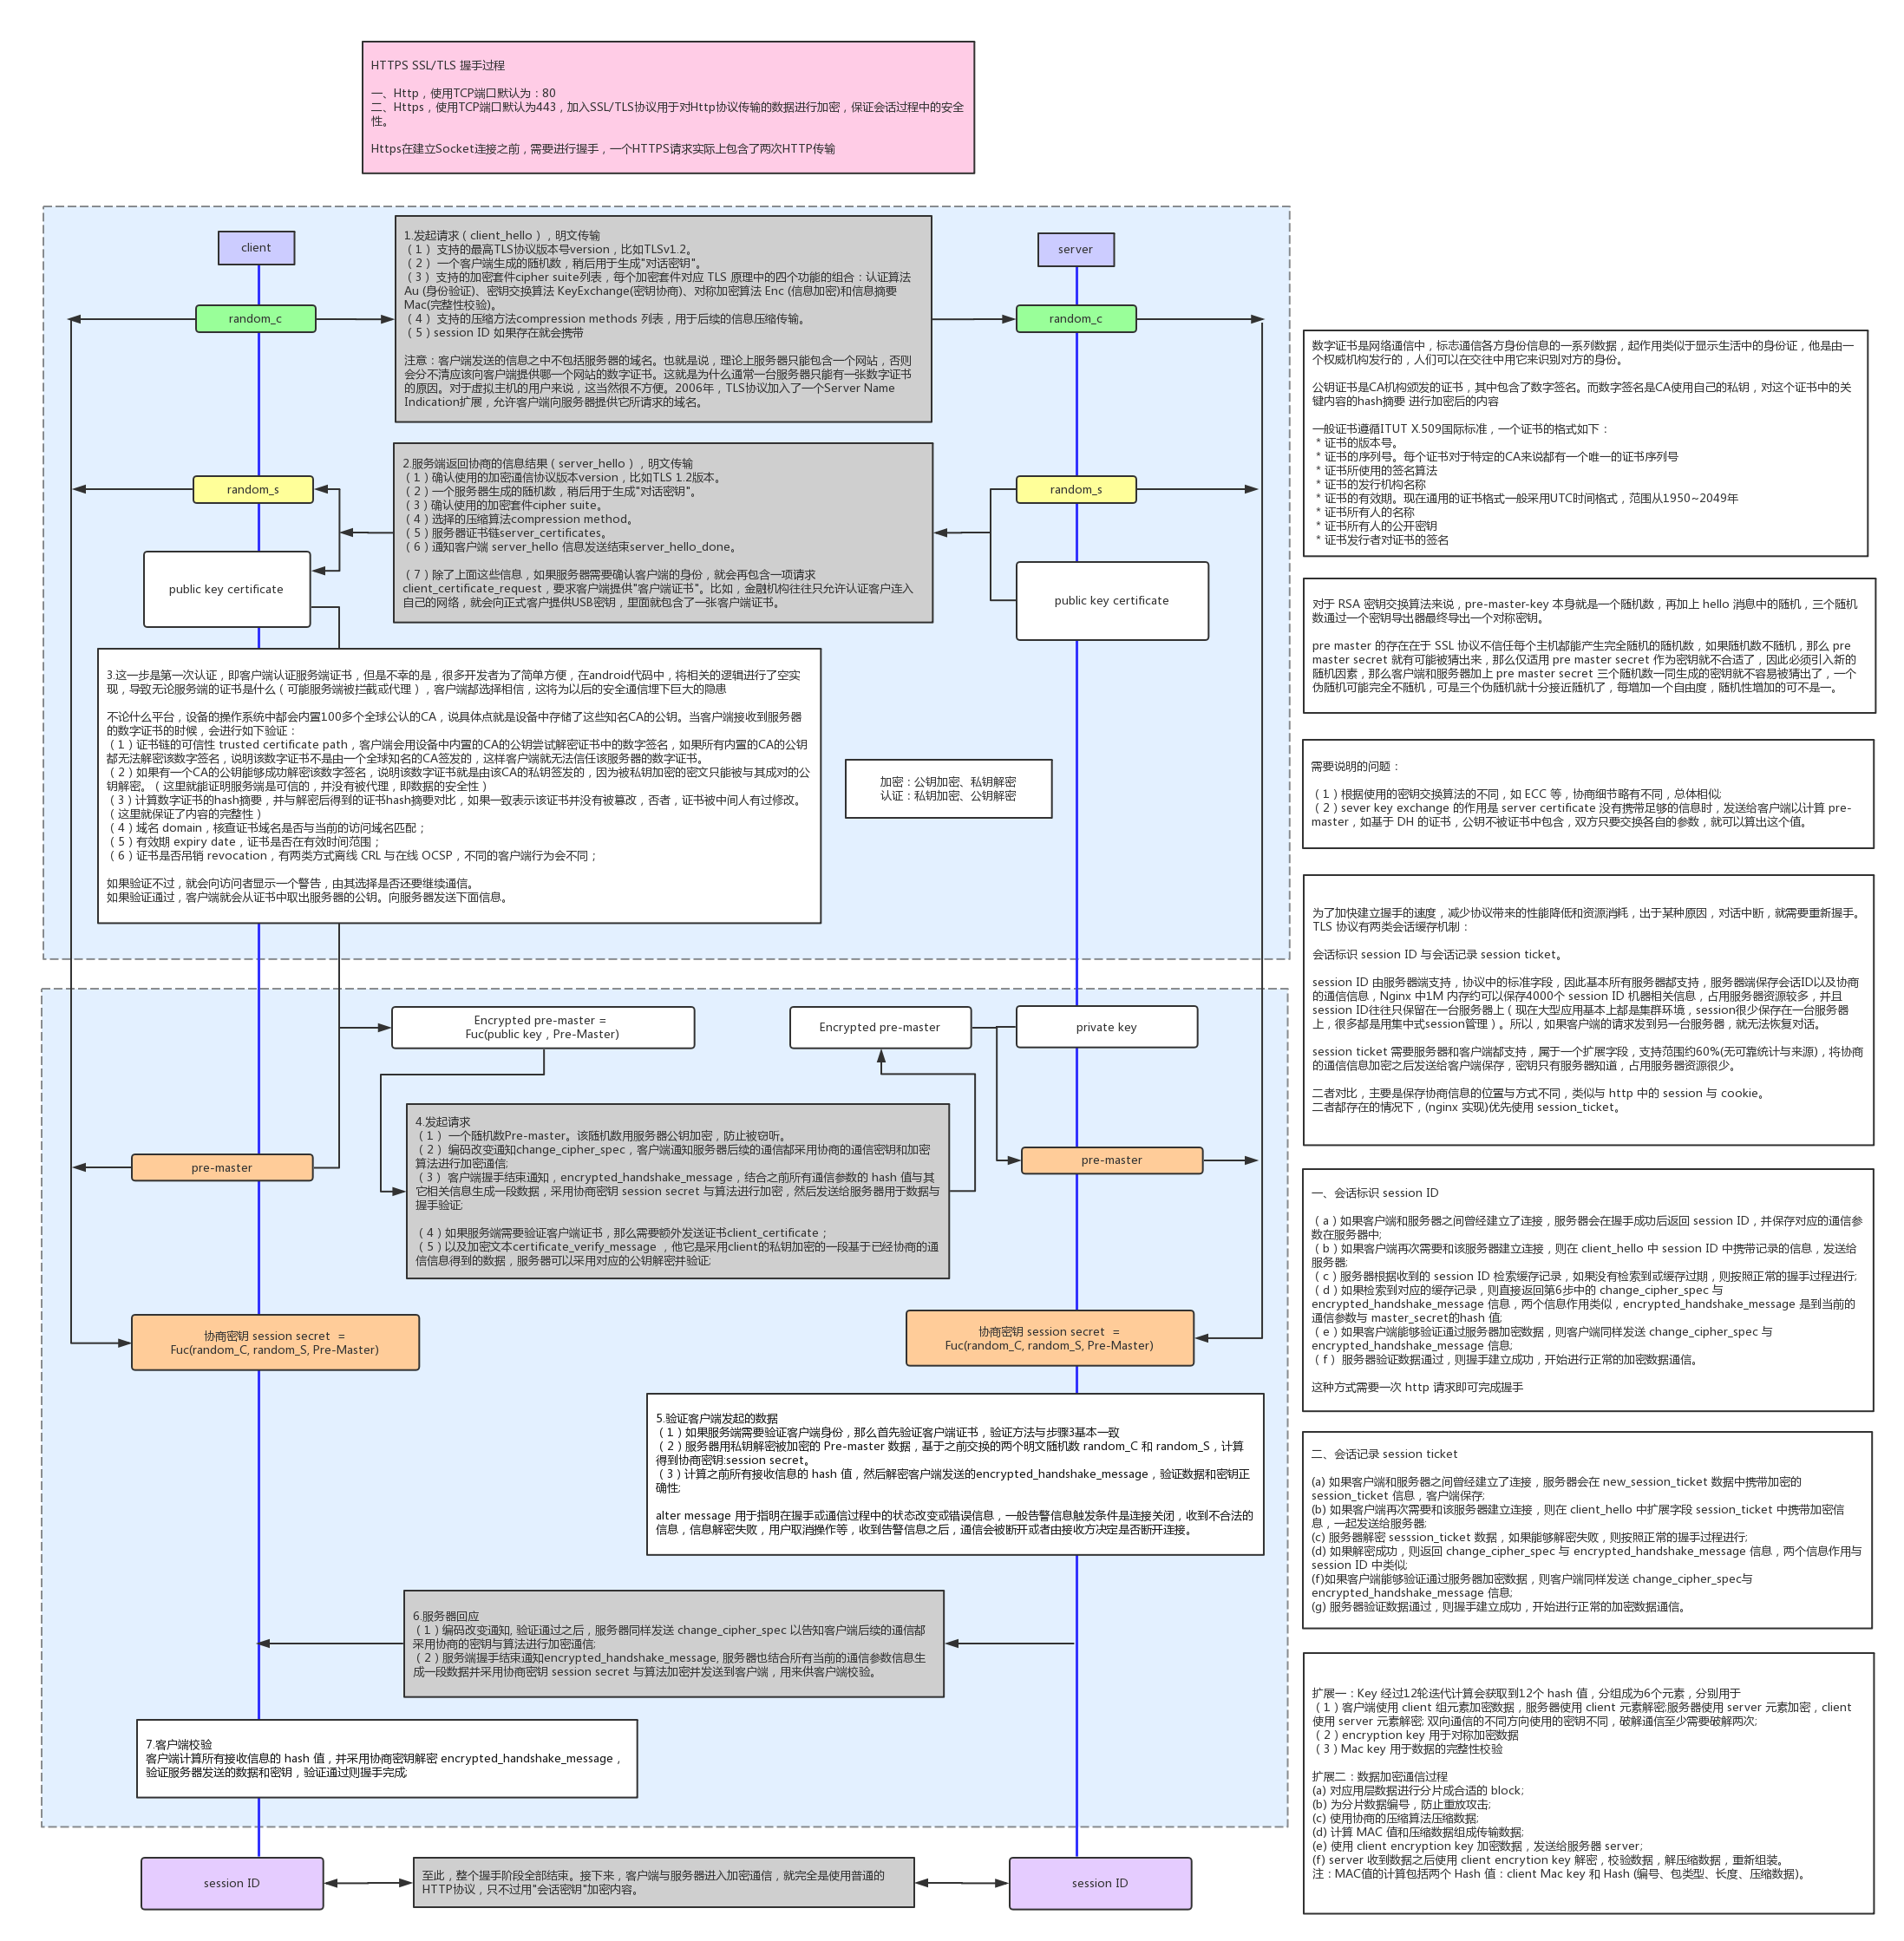 HTTPS SSL/TLS 握手过程
一、Http，使用TCP端口默认为：80
二、Https，使用TCP端口默认为443，加入SSL/TLS协议用于对Http协议传输的数据进行加密，保证会话过程中的安全
性。
Https在建立Socket连接之前，需要进行握手，一个HTTPS请求实际上包含了两次HTTP传输
client
1.发起请求（client_hello），明文传输
（1） 支持的最高TLS协议版本号version，比如TLSv1.2。
（2） 一个客户端生成的随机数，稍后用于生成"对话密钥"。
（3） 支持的加密套件cipher suite列表，每个加密套件对应 TLS 原理中的四个功能的组合：认证算法
Au (身份验证)、密钥交换算法 KeyExchange(密钥协商)、对称加密算法 Enc (信息加密)和信息摘要
Mac(完整性校验)。
（4） 支持的压缩方法compression methods 列表，用于后续的信息压缩传输。
（5）session ID 如果存在就会携带
注意：客户端发送的信息之中不包括服务器的域名。也就是说，理论上服务器只能包含一个网站，否则
会分不清应该向客户端提供哪一个网站的数字证书。这就是为什么通常一台服务器只能有一张数字证书
的原因。对于虚拟主机的用户来说，这当然很不方便。2006年，TLS协议加入了一个Server Name
Indication扩展，允许客户端向服务器提供它所请求的域名。
server
random_c
random_c
2.服务端返回协商的信息结果（server_hello），明文传输
（1）确认使用的加密通信协议版本version，比如TLS 1.2版本。
（2）一个服务器生成的随机数，稍后用于生成"对话密钥"。
（3）确认使用的加密套件cipher suite。
（4）选择的压缩算法compression method。
（5）服务器证书链server_certificates。
（6）通知客户端 server_hello 信息发送结束server_hello_done。
（7）除了上面这些信息，如果服务器需要确认客户端的身份，就会再包含一项请求
client_certificate_request，要求客户端提供"客户端证书"。比如，金融机构往往只允许认证客户连入
自己的网络，就会向正式客户提供USB密钥，里面就包含了一张客户端证书。
random_s
random_s
public key certificate
public key certificate
3.这一步是第一次认证，即客户端认证服务端证书，但是不幸的是，很多开发者为了简单方便，在android代码中，将相关的逻辑进行了空实
现，导致无论服务端的证书是什么（可能服务端被拦截或代理），客户端都选择相信，这将为以后的安全通信埋下巨大的隐患
不论什么平台，设备的操作系统中都会内置100多个全球公认的CA，说具体点就是设备中存储了这些知名CA的公钥。当客户端接收到服务器
的数字证书的时候，会进行如下验证：
（1）证书链的可信性 trusted certificate path，客户端会用设备中内置的CA的公钥尝试解密证书中的数字签名，如果所有内置的CA的公钥
都无法解密该数字签名，说明该数字证书不是由一个全球知名的CA签发的，这样客户端就无法信任该服务器的数字证书。
（2）如果有一个CA的公钥能够成功解密该数字签名，说明该数字证书就是由该CA的私钥签发的，因为被私钥加密的密文只能被与其成对的公
钥解密。（这里就能证明服务端是可信的，并没有被代理，即数据的安全性）
（3）计算数字证书的hash摘要，并与解密后得到的证书hash摘要对比，如果一致表示该证书并没有被篡改，否者，证书被中间人有过修改。
（这里就保证了内容的完整性）
（4）域名 domain，核查证书域名是否与当前的访问域名匹配；
（5）有效期 expiry date，证书是否在有效时间范围；
（6）证书是否吊销 revocation，有两类方式离线 CRL 与在线 OCSP，不同的客户端行为会不同；
如果验证不过，就会向访问者显示一个警告，由其选择是否还要继续通信。
如果验证通过，客户端就会从证书中取出服务器的公钥。向服务器发送下面信息。
加密：公钥加密、私钥解密
认证：私钥加密、公钥解密
Encrypted pre-master =
Fuc(public key , Pre-Master)
Encrypted pre-master
private key
4.发起请求
（1） 一个随机数Pre-master。该随机数用服务器公钥加密，防止被窃听。
（2） 编码改变通知change_cipher_spec，客户端通知服务器后续的通信都采用协商的通信密钥和加密
算法进行加密通信;
（3） 客户端握手结束通知，encrypted_handshake_message，结合之前所有通信参数的 hash 值与其
它相关信息生成一段数据，采用协商密钥 session secret 与算法进行加密，然后发送给服务器用于数据与
握手验证;
（4）如果服务端需要验证客户端证书，那么需要额外发送证书client_certificate；
（5）以及加密文本certificate_verify_message ，他它是采用client的私钥加密的一段基于已经协商的通
信信息得到的数据，服务器可以采用对应的公钥解密并验证;
pre-master
pre-master
协商密钥 session secret  =
Fuc(random_C, random_S, Pre-Master)
协商密钥 session secret  =
Fuc(random_C, random_S, Pre-Master)
5.验证客户端发起的数据
（1）如果服务端需要验证客户端身份，那么首先验证客户端证书，验证方法与步骤3基本一致
（2）服务器用私钥解密被加密的 Pre-master 数据，基于之前交换的两个明文随机数 random_C 和 random_S，计算
得到协商密钥:session secret。
（3）计算之前所有接收信息的 hash 值，然后解密客户端发送的encrypted_handshake_message，验证数据和密钥正
确性;
alter message 用于指明在握手或通信过程中的状态改变或错误信息，一般告警信息触发条件是连接关闭，收到不合法的
信息，信息解密失败，用户取消操作等，收到告警信息之后，通信会被断开或者由接收方决定是否断开连接。
6.服务器回应
（1）编码改变通知, 验证通过之后，服务器同样发送 change_cipher_spec 以告知客户端后续的通信都
采用协商的密钥与算法进行加密通信;
（2）服务端握手结束通知encrypted_handshake_message, 服务器也结合所有当前的通信参数信息生
成一段数据并采用协商密钥 session secret 与算法加密并发送到客户端，用来供客户端校验。
7.客户端校验
客户端计算所有接收信息的 hash 值，并采用协商密钥解密 encrypted_handshake_message，
验证服务器发送的数据和密钥，验证通过则握手完成;
session ID
至此，整个握手阶段全部结束。接下来，客户端与服务器进入加密通信，就完全是使用普通的
HTTP协议，只不过用"会话密钥"加密内容。
session ID
数字证书是网络通信中，标志通信各方身份信息的一系列数据，起作用类似于显示生活中的身份证，他是由一
个权威机构发行的，人们可以在交往中用它来识别对方的身份。
公钥证书是CA机构颁发的证书，其中包含了数字签名。而数字签名是CA使用自己的私钥，对这个证书中的关
键内容的hash摘要 进行加密后的内容
一般证书遵循ITUT X.509国际标准，一个证书的格式如下：
* 证书的版本号。
* 证书的序列号。每个证书对于特定的CA来说都有一个唯一的证书序列号
* 证书所使用的签名算法
* 证书的发行机构名称
* 证书的有效期。现在通用的证书格式一般采用UTC时间格式，范围从1950~2049年
* 证书所有人的名称
* 证书所有人的公开密钥
* 证书发行者对证书的签名
对于 RSA 密钥交换算法来说，pre-master-key 本身就是一个随机数，再加上 hello 消息中的随机，三个随机
数通过一个密钥导出器最终导出一个对称密钥。
pre master 的存在在于 SSL 协议不信任每个主机都能产生完全随机的随机数，如果随机数不随机，那么 pre
master secret 就有可能被猜出来，那么仅适用 pre master secret 作为密钥就不合适了，因此必须引入新的
随机因素，那么客户端和服务器加上 pre master secret 三个随机数一同生成的密钥就不容易被猜出了，一个
伪随机可能完全不随机，可是三个伪随机就十分接近随机了，每增加一个自由度，随机性增加的可不是一。
需要说明的问题：
（1）根据使用的密钥交换算法的不同，如 ECC 等，协商细节略有不同，总体相似;
（2）sever key exchange 的作用是 server certificate 没有携带足够的信息时，发送给客户端以计算 pre-
master，如基于 DH 的证书，公钥不被证书中包含，双方只要交换各自的参数，就可以算出这个值。
为了加快建立握手的速度，减少协议带来的性能降低和资源消耗，出于某种原因，对话中断，就需要重新握手。
TLS 协议有两类会话缓存机制：
会话标识 session ID 与会话记录 session ticket。
session ID 由服务器端支持，协议中的标准字段，因此基本所有服务器都支持，服务器端保存会话ID以及协商
的通信信息，Nginx 中1M 内存约可以保存4000个 session ID 机器相关信息，占用服务器资源较多，并且
session ID往往只保留在一台服务器上（现在大型应用基本上都是集群环境，session很少保存在一台服务器
上，很多都是用集中式session管理）。所以，如果客户端的请求发到另一台服务器，就无法恢复对话。
session ticket 需要服务器和客户端都支持，属于一个扩展字段，支持范围约60%(无可靠统计与来源)，将协商
的通信信息加密之后发送给客户端保存，密钥只有服务器知道，占用服务器资源很少。
二者对比，主要是保存协商信息的位置与方式不同，类似与 http 中的 session 与 cookie。
二者都存在的情况下，(nginx 实现)优先使用 session_ticket。
一、会话标识 session ID
（a）如果客户端和服务器之间曾经建立了连接，服务器会在握手成功后返回 session ID，并保存对应的通信参
数在服务器中;
（b）如果客户端再次需要和该服务器建立连接，则在 client_hello 中 session ID 中携带记录的信息，发送给
服务器;
（c）服务器根据收到的 session ID 检索缓存记录，如果没有检索到或缓存过期，则按照正常的握手过程进行;
（d）如果检索到对应的缓存记录，则直接返回第6步中的 change_cipher_spec 与
encrypted_handshake_message 信息，两个信息作用类似，encrypted_handshake_message 是到当前的
通信参数与 master_secret的hash 值;
（e）如果客户端能够验证通过服务器加密数据，则客户端同样发送 change_cipher_spec 与
encrypted_handshake_message 信息;
（f） 服务器验证数据通过，则握手建立成功，开始进行正常的加密数据通信。
这种方式需要一次 http 请求即可完成握手
二、会话记录 session ticket
(a) 如果客户端和服务器之间曾经建立了连接，服务器会在 new_session_ticket 数据中携带加密的
session_ticket 信息，客户端保存;
(b) 如果客户端再次需要和该服务器建立连接，则在 client_hello 中扩展字段 session_ticket 中携带加密信
息，一起发送给服务器;
(c) 服务器解密 sesssion_ticket 数据，如果能够解密失败，则按照正常的握手过程进行;
(d) 如果解密成功，则返回 change_cipher_spec 与 encrypted_handshake_message 信息，两个信息作用与
session ID 中类似;
(f)如果客户端能够验证通过服务器加密数据，则客户端同样发送 change_cipher_spec与
encrypted_handshake_message 信息;
(g) 服务器验证数据通过，则握手建立成功，开始进行正常的加密数据通信。
扩展一：Key 经过12轮迭代计算会获取到12个 hash 值，分组成为6个元素，分别用于
（1）客户端使用 client 组元素加密数据，服务器使用 client 元素解密;服务器使用 server 元素加密，client
使用 server 元素解密; 双向通信的不同方向使用的密钥不同，破解通信至少需要破解两次;
（2）encryption key 用于对称加密数据
（3）Mac key 用于数据的完整性校验
扩展二：数据加密通信过程
(a) 对应用层数据进行分片成合适的 block;
(b) 为分片数据编号，防止重放攻击;
(c) 使用协商的压缩算法压缩数据;
(d) 计算 MAC 值和压缩数据组成传输数据;
(e) 使用 client encryption key 加密数据，发送给服务器 server;
(f) server 收到数据之后使用 client encrytion key 解密，校验数据，解压缩数据，重新组装。
注：MAC值的计算包括两个 Hash 值：client Mac key 和 Hash (编号、包类型、长度、压缩数据)。